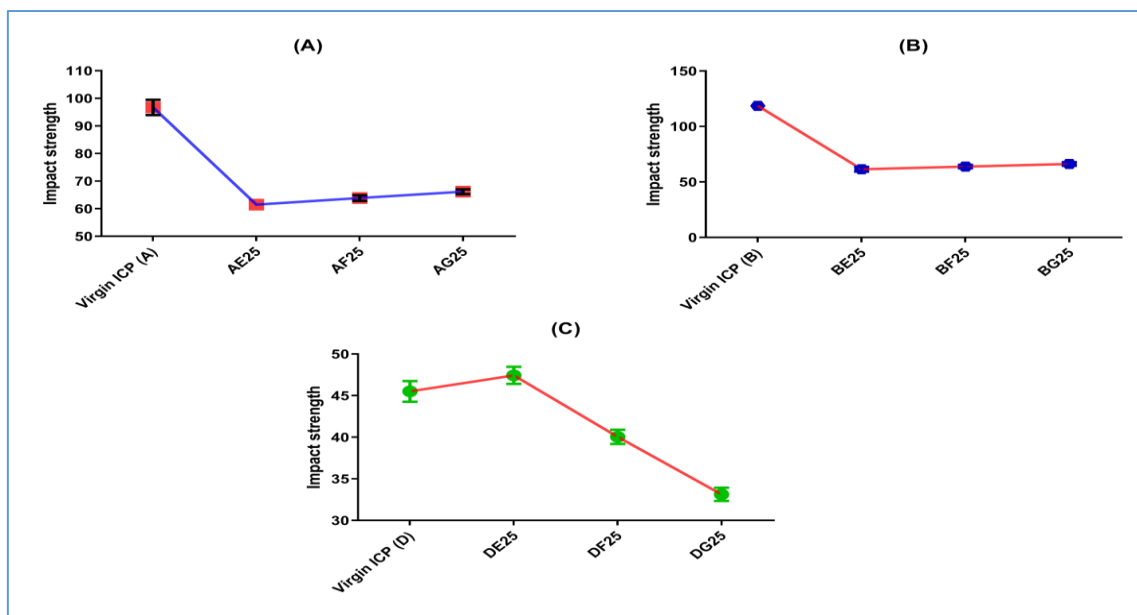 (A)
Impact strength
110
100
90
80
70
60
50
Virgin ICP (A)
AE25
AF25
AG25
(B)
Impact strength
150
100
50
0
Virgin ICP (B)
BE25
BF25
BG25
(C)
Impact strength
50
45
40
35
30
Virgin ICP (D)
DE25
DF25
DG25